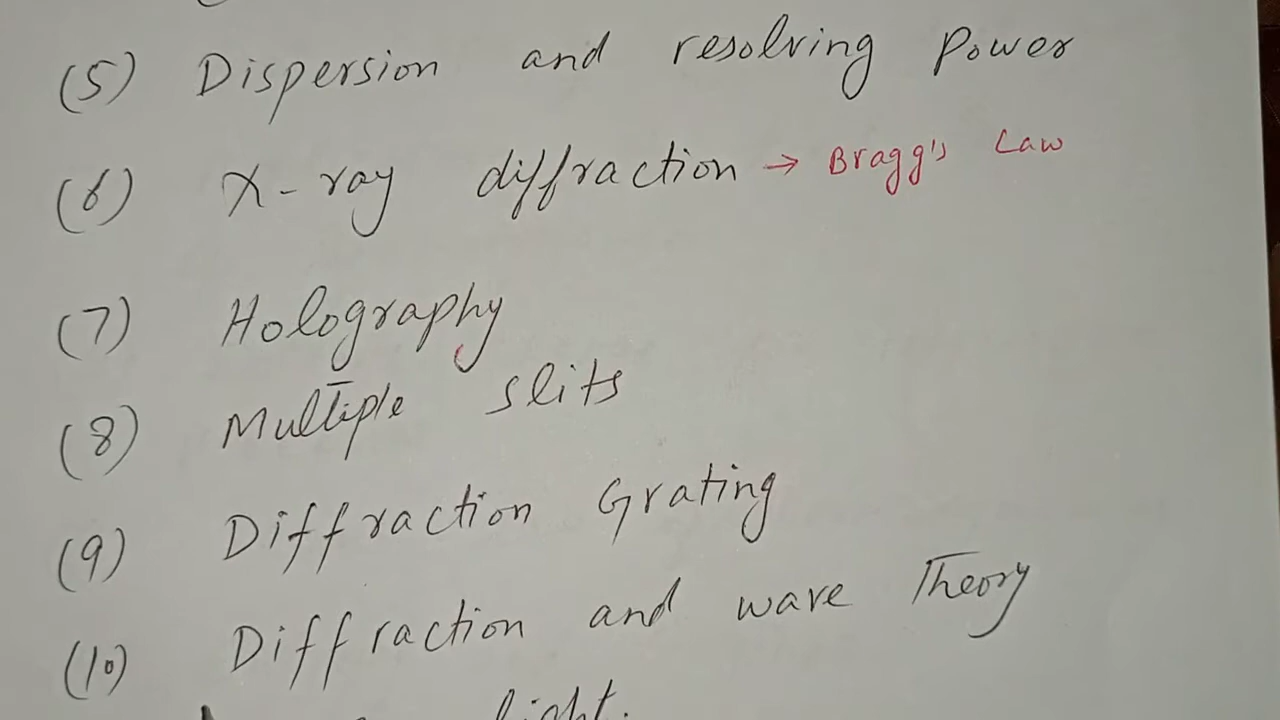 (5) Dispersion and resolving Power
(6) X-ray diffraction → Bragg's Law
(7) Holography
(8) Multiple slits
(9) Diffraction Grating
(10) Diffraction and wave Theory
light.